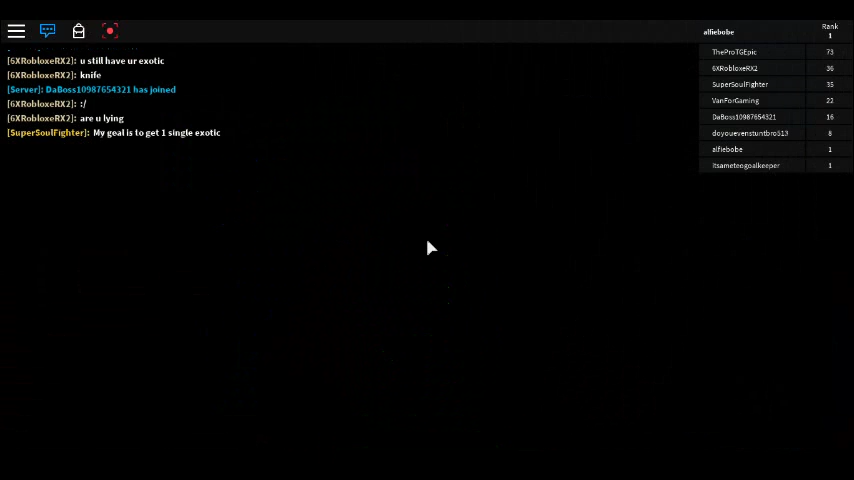 alfiebobe
Rank
1
[6XRobloxeRX2]: u still have ur exotic
[6XRobloxeRX2]: knife
[Server]: DaBoss10987654321 has joined
[6XRobloxeRX2]: :/
[6XRobloxeRX2]: are u lying
[SuperSoulFighter]: My goal is to get 1 single exotic
TheProTGEpic 73
6XRobloxeRX2 36
SuperSoulFighter 35
VanForGaming 22
DaBoss10987654321 16
doyouevenstuntbro513 8
alfiebobe 1
itsameteogoalkeeper 1